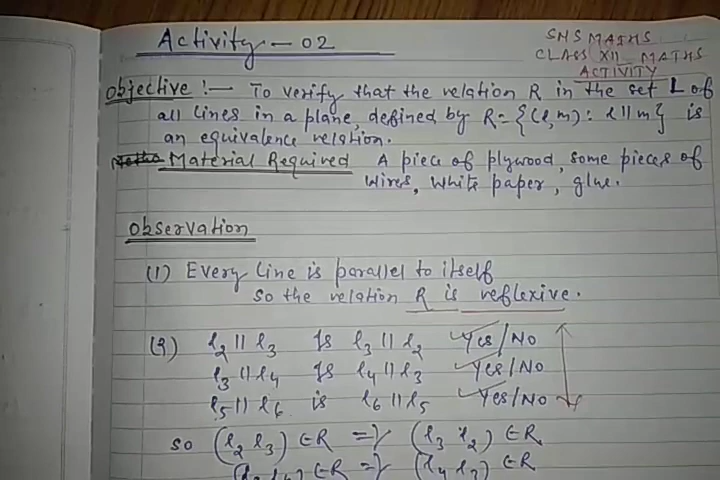 Activity – 02
SNS MATHS
CLASS XII MATHS
ACTIVITY
Objective :— To verify that the relation R in the set L of
all lines in a plane, defined by R = {(l, m) : l || m} is
an equivalence relation.
Material Required A piece of plywood, some pieces of
wires, white paper, glue.
Observation
(1) Every line is parallel to itself
so the relation R is reflexive.
(2) l2 || l3 Is l3 || l2 Yes/No
l3 || l4 Is l4 || l3 Yes/No
l5 || l6 is l6 || l5 Yes/No
so (l2 l3) ∈ R => (l3 l2) ∈ R
∈ R => (l4 l3) ∈ R